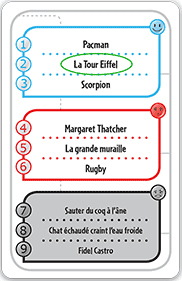 1 Pacman
2 La Tour Eiffel
3 Scorpion
4 Margaret Thatcher
5 La grande muraille
6 Rugby
7 Sauter du coq à l'âne
8 Chat échaudé craint l'eau froide
9 Fidel Castro